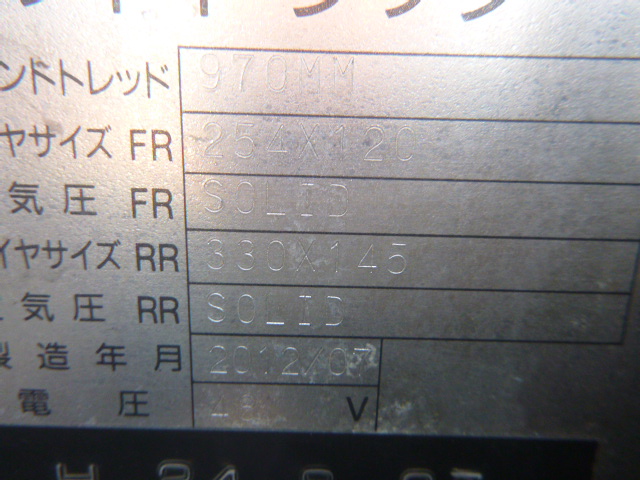 ンドトレッド 970MM
ヤサイズ FR 254X120
気圧 FR SOLID
イヤサイズ RR 330X145
気圧 RR SOLID
製造年月 2012/07
電圧 V